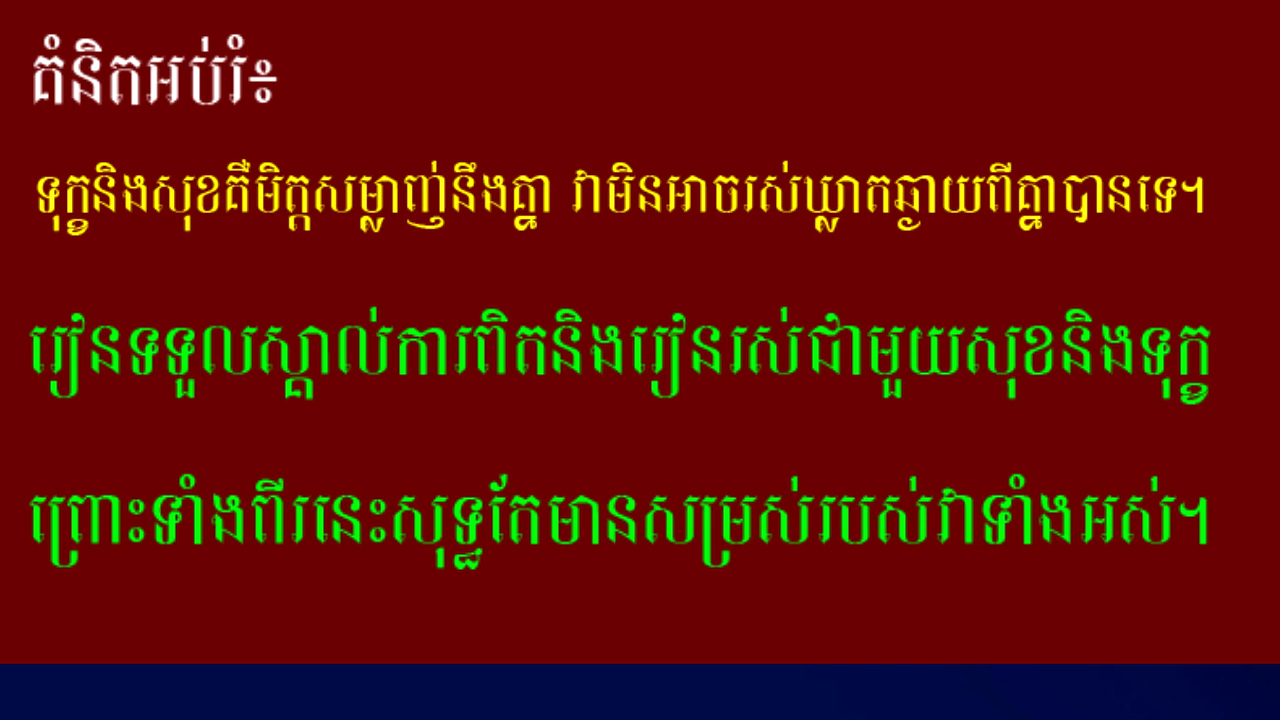 គំនិតអប់រំ៖
ទុក្ខនិងសុខគឺមិត្តសម្លាញ់នឹងគ្នា វាមិនអាចរស់ឃ្លាតឆ្ងាយពីគ្នាបានទេ។
រៀនទទួលស្គាល់ការពិតនិងរៀនរស់ជាមួយសុខនិងទុក្ខ
ព្រោះទាំងពីរនេះសុទ្ធតែមានសម្រស់របស់វាទាំងអស់។